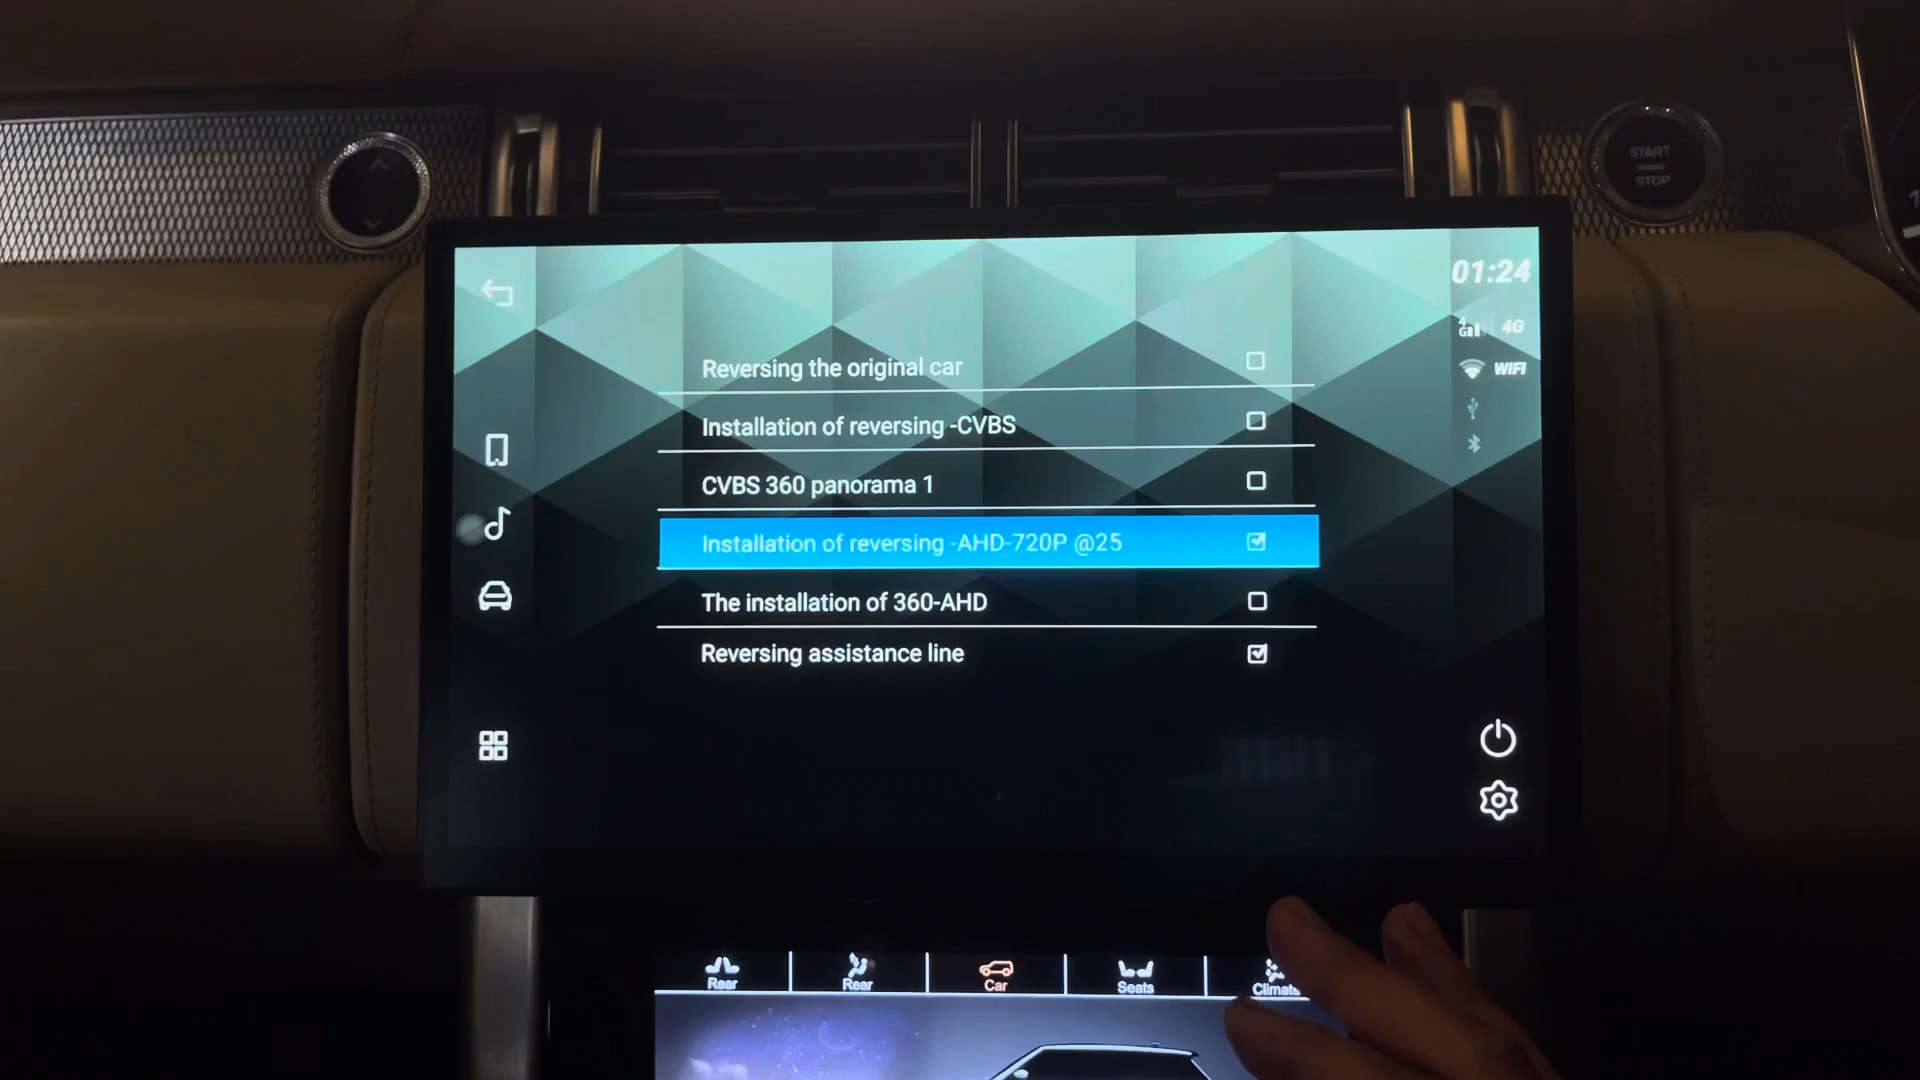 START
STOP
01:24
4G 4G
WIFI
Reversing the original car
Installation of reversing -CVBS
CVBS 360 panorama 1
Installation of reversing -AHD-720P @25
The installation of 360-AHD
Reversing assistance line
Rear
Rear
Car
Seats
Climate